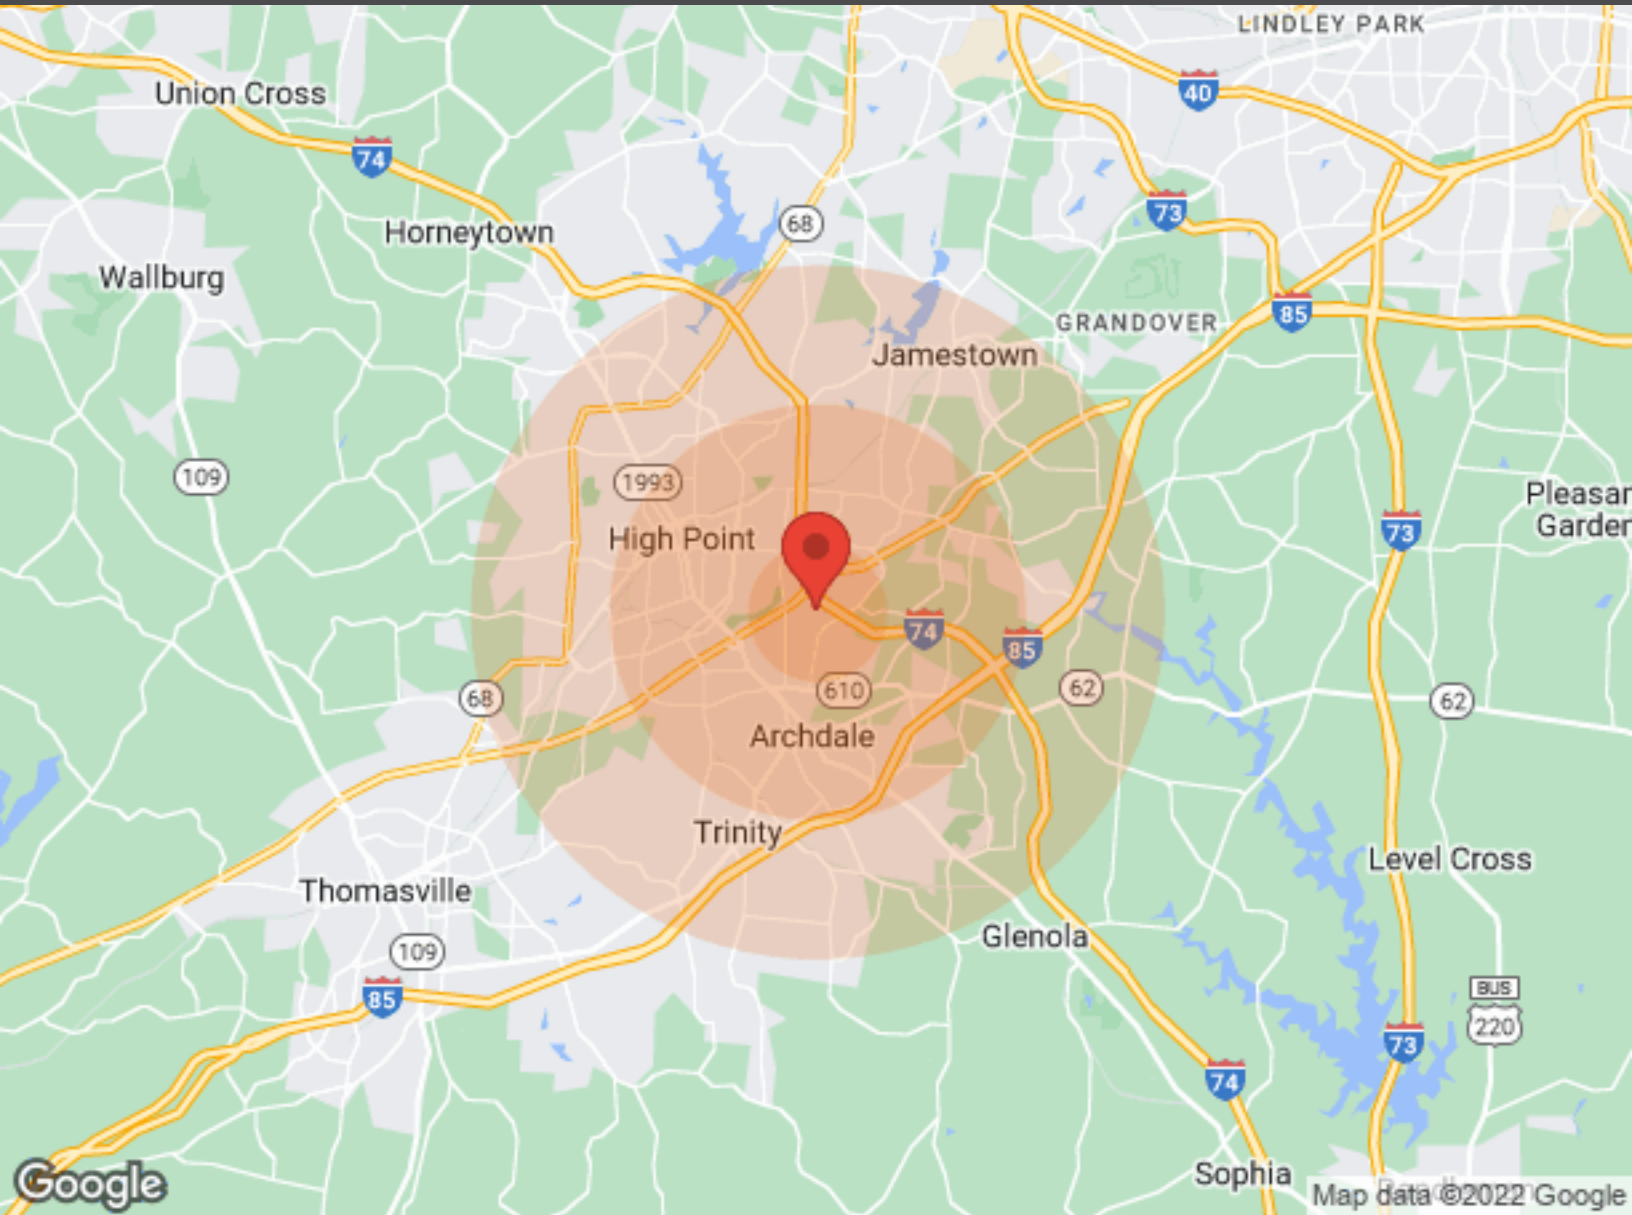 LINDLEY PARK
40
Union Cross
74
73
68
Horneytown
Wallburg
85
GRANDOVER
Jamestown
109
1993
Pleasan
Garden
73
High Point
74
85
610
62
68
62
Archdale
Trinity
Level Cross
Thomasville
Glenola
109
85
BUS
220
73
74
Sophia
Google
Map data ©2022 Google